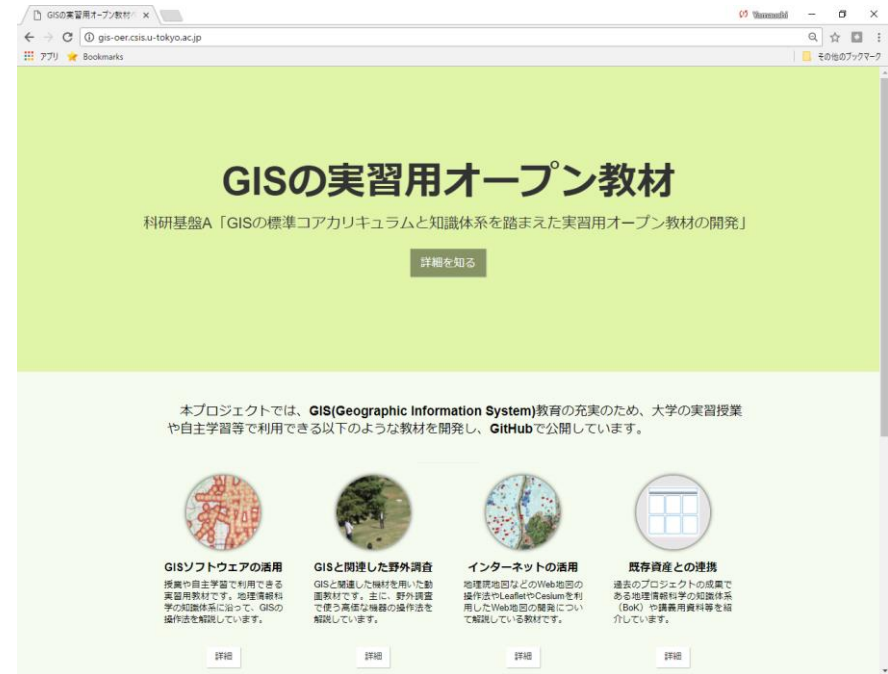 GISの実習用オープン教材
gis-oer.csis.u-tokyo.ac.jp
アプリ Bookmarks その他のブックマーク
GISの実習用オープン教材
科研基盤A「GISの標準コアカリキュラムと知識体系を踏まえた実習用オープン教材の開発」
詳細を知る
本プロジェクトでは、GIS(Geographic Information System)教育の充実のため、大学の実習授業
や自主学習等で利用できる以下のような教材を開発し、GitHubで公開しています。
GISソフトウェアの活用
授業や自主学習で利用できる
実習用教材です。地理情報科
学の知識体系に沿って、GISの
操作法を解説しています。
詳細
GISと関連した野外調査
GISと関連した機材を用いた動
画教材です。主に、野外調査
で使う高価な機器の操作法を
解説しています。
詳細
インターネットの活用
地理院地図などのWeb地図の
操作法やLeafletやCesiumを利
用したWeb地図の開発につい
て解説している教材です。
詳細
既存資産との連携
過去のプロジェクトの成果で
ある地理情報科学の知識体系
（BoK）や講義用資料等を紹
介しています。
詳細